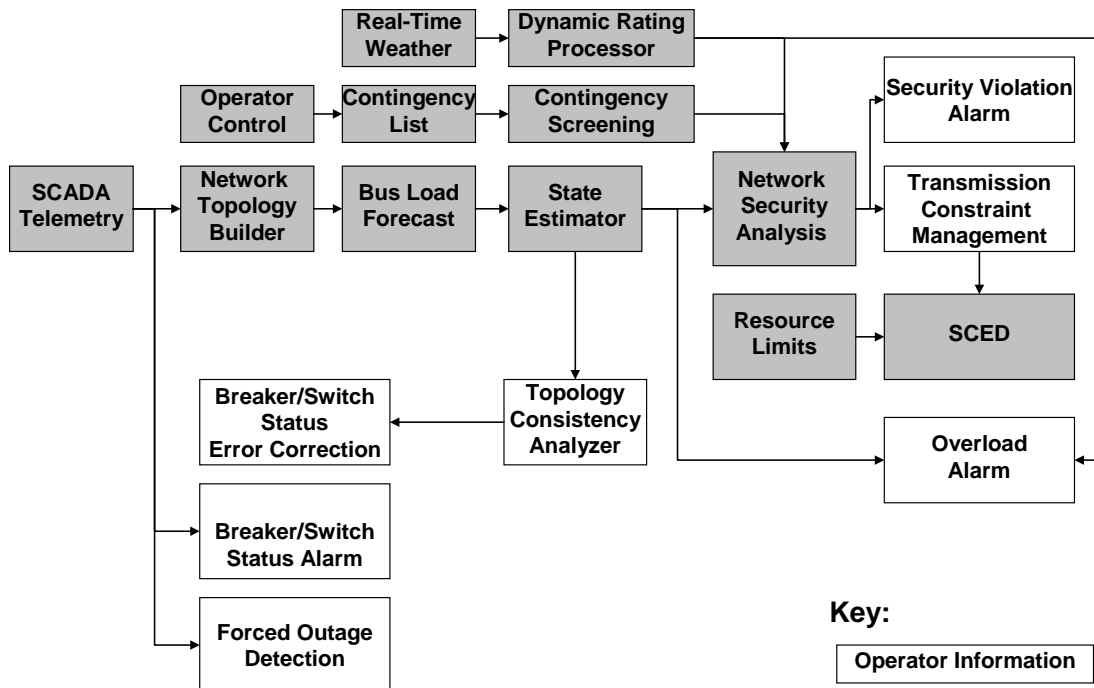 Real-Time
Weather
Dynamic Rating
Processor
Operator
Control
Contingency
List
Contingency
Screening
Security Violation
Alarm
SCADA
Telemetry
Network
Topology
Builder
Bus Load
Forecast
State
Estimator
Network
Security
Analysis
Transmission
Constraint
Management
Resource
Limits
SCED
Breaker/Switch
Status
Error Correction
Topology
Consistency
Analyzer
Overload
Alarm
Breaker/Switch
Status Alarm
Forced Outage
Detection
Key:
Operator Information